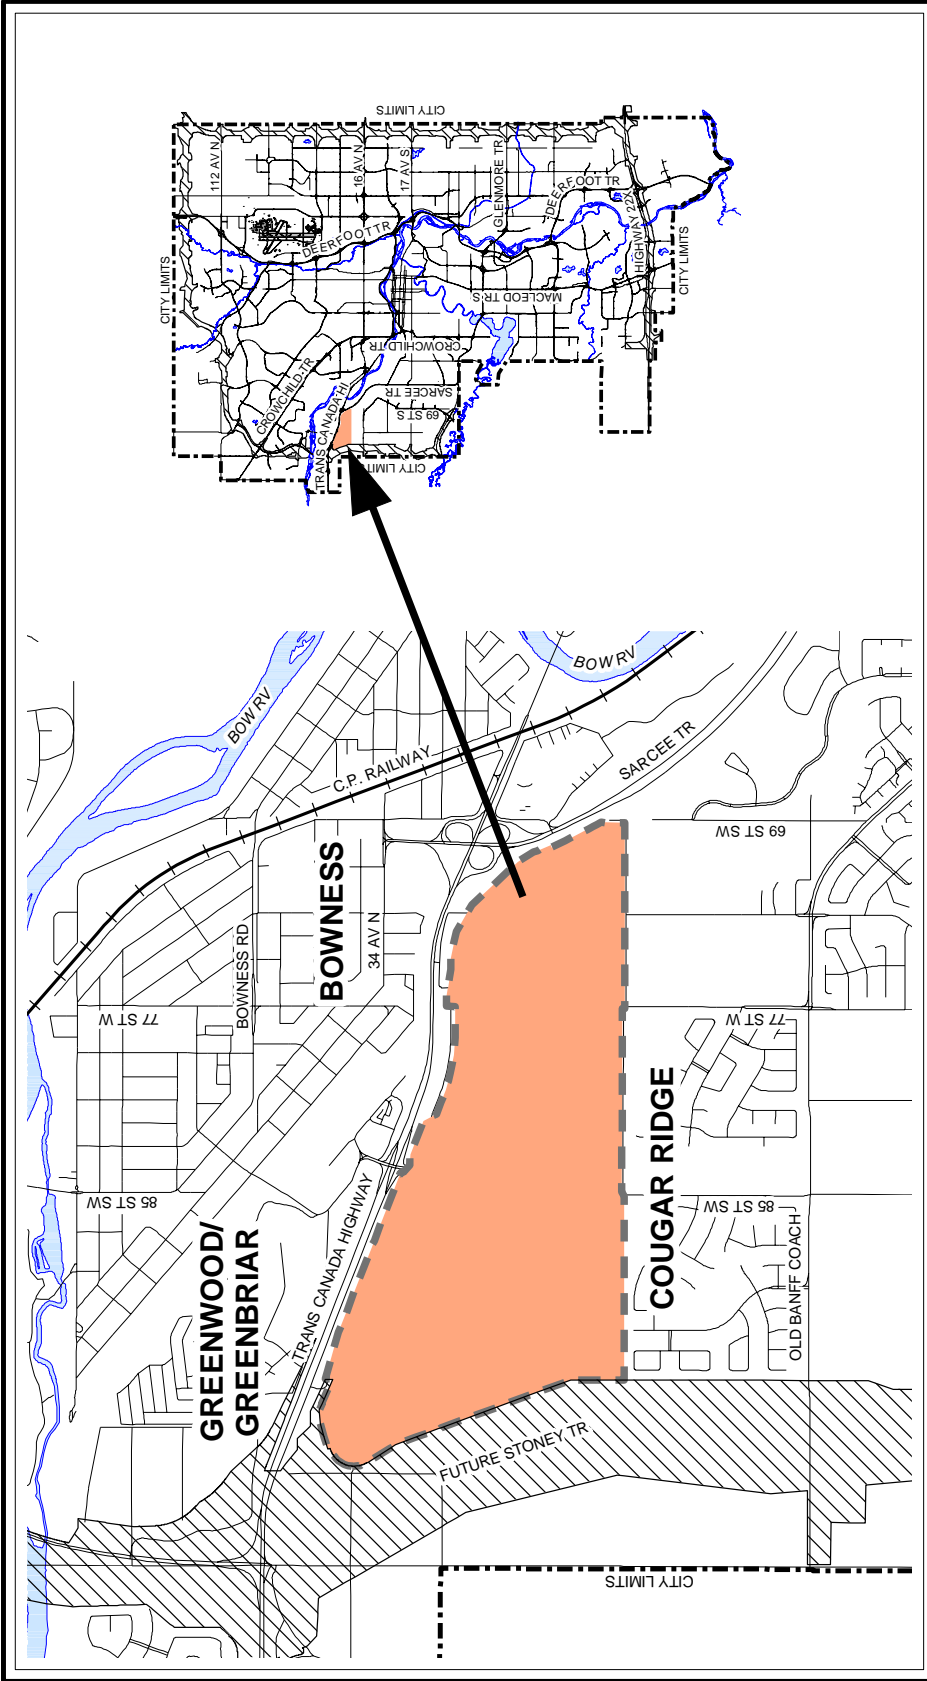 CITY LIMITS
112 AV N
16 AV N
17 AV S
GLENMORE TR
DEERFOOT TR
DEERFOOT TR
HIGHWAY 22X
CITY LIMITS
CITY LIMITS
MACLEOD TR S
CROWCHILD TR
CROWCHILD TR
SARCEE TR
69 ST S
TRANS CANADA HI
CITY LIMITS
BOW RV
BOW RV
C.P. RAILWAY
SARCEE TR
69 ST SW
BOWNESS
34 AV N
BOWNESS RD
77 ST W
77 ST W
COUGAR RIDGE
85 ST SW
85 ST SW
GREENWOOD/
GREENBRIAR
TRANS CANADA HIGHWAY
OLD BANFF COACH
FUTURE STONEY TR
CITY LIMITS